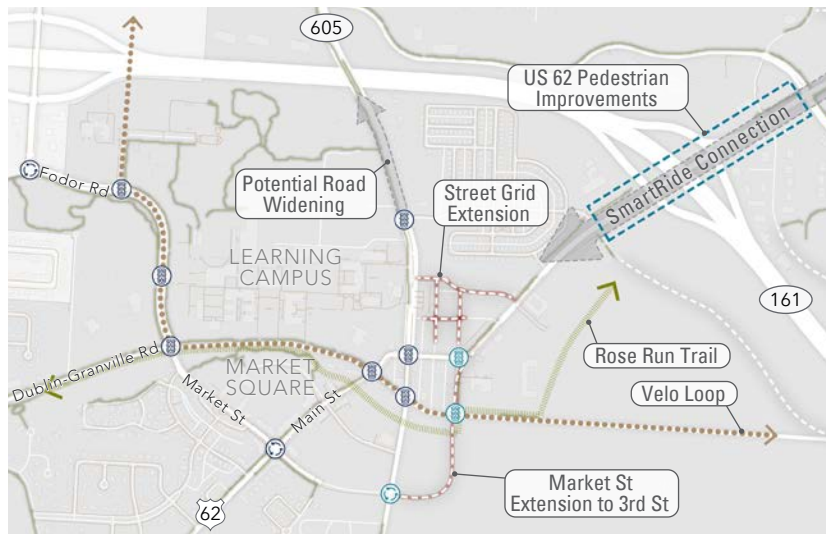 605
US 62 Pedestrian
Improvements
SmartRide Connection
Fodor Rd
Potential Road
Widening
Street Grid
Extension
LEARNING
CAMPUS
161
Rose Run Trail
Dublin-Granville Rd
MARKET
SQUARE
Market St
Main St
Velo Loop
Market St
Extension to 3rd St
62